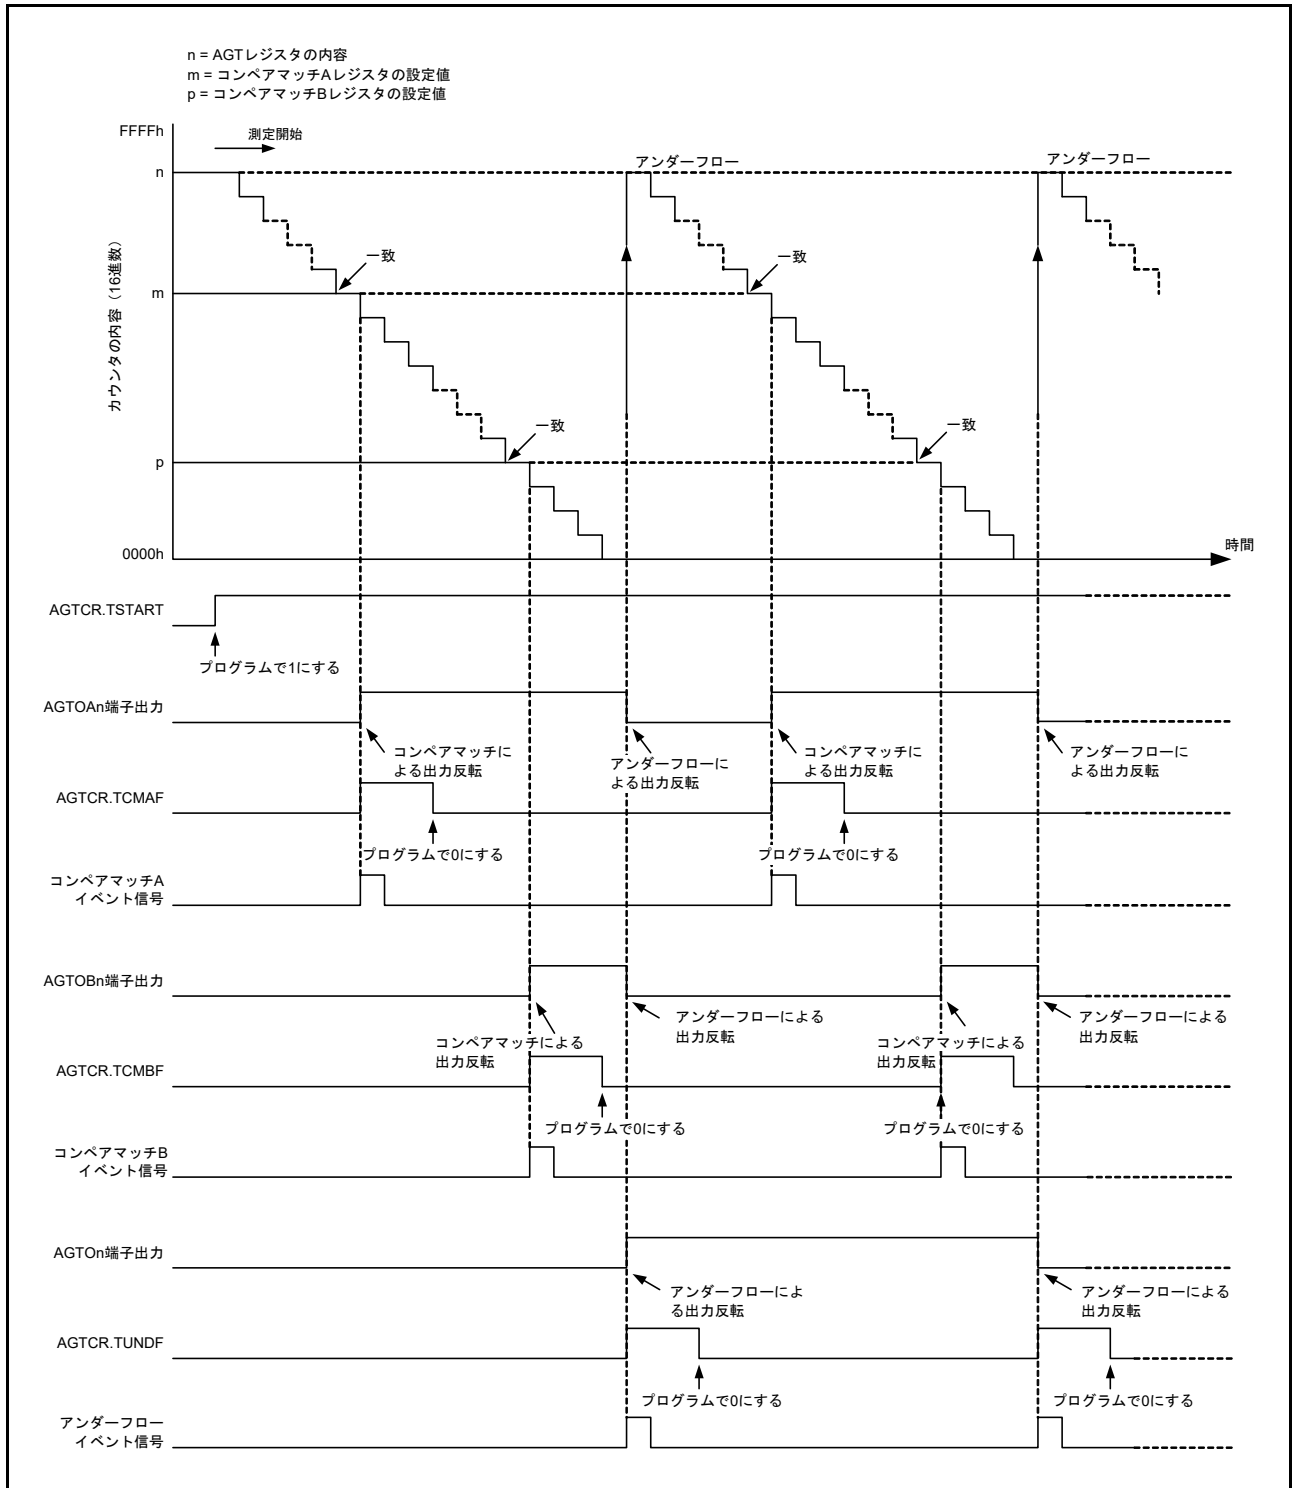 n = AGTレジスタの内容
m = コンペアマッチAレジスタの設定値
p = コンペアマッチBレジスタの設定値
FFFFh
測定開始
アンダーフロー
アンダーフロー
n
カウンタの内容（16進数）
一致
一致
m
一致
一致
p
0000h
時間
AGTCR.TSTART
プログラムで1にする
AGTOAn端子出力
コンペアマッチに
よる出力反転
アンダーフローに
よる出力反転
コンペアマッチに
よる出力反転
アンダーフローに
よる出力反転
AGTCR.TCMAF
プログラムで0にする
プログラムで0にする
コンペアマッチA
イベント信号
AGTOBn端子出力
コンペアマッチによる
出力反転
アンダーフローによる
出力反転
コンペアマッチによる
出力反転
アンダーフローによる
出力反転
AGTCR.TCMBF
プログラムで0にする
プログラムで0にする
コンペアマッチB
イベント信号
AGTOn端子出力
アンダーフローによ
る出力反転
アンダーフローによる
出力反転
AGTCR.TUNDF
プログラムで0にする
プログラムで0にする
アンダーフロー
イベント信号